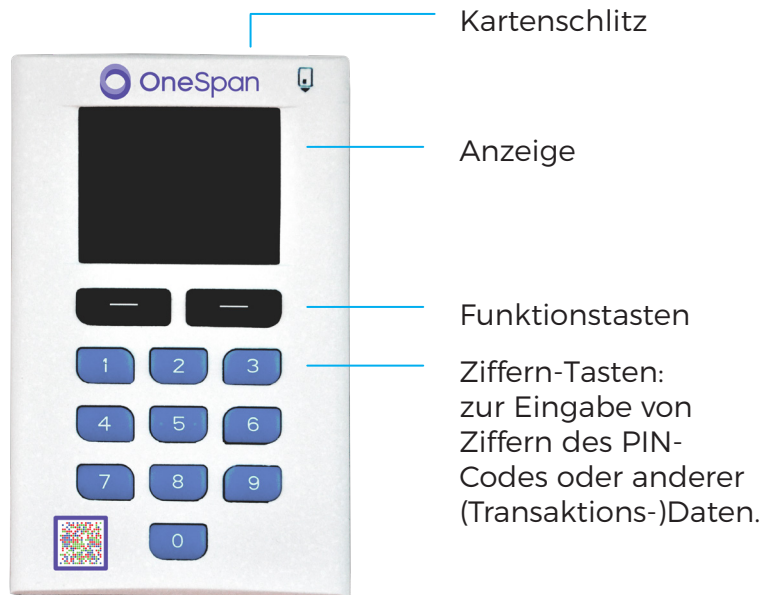 Kartenschlitz
OneSpan
Anzeige
Funktionstasten
1 2 3
Ziffern-Tasten:
zur Eingabe von
Ziffern des PIN-
Codes oder anderer
(Transaktions-)Daten.
4 5 6
7 8 9
0